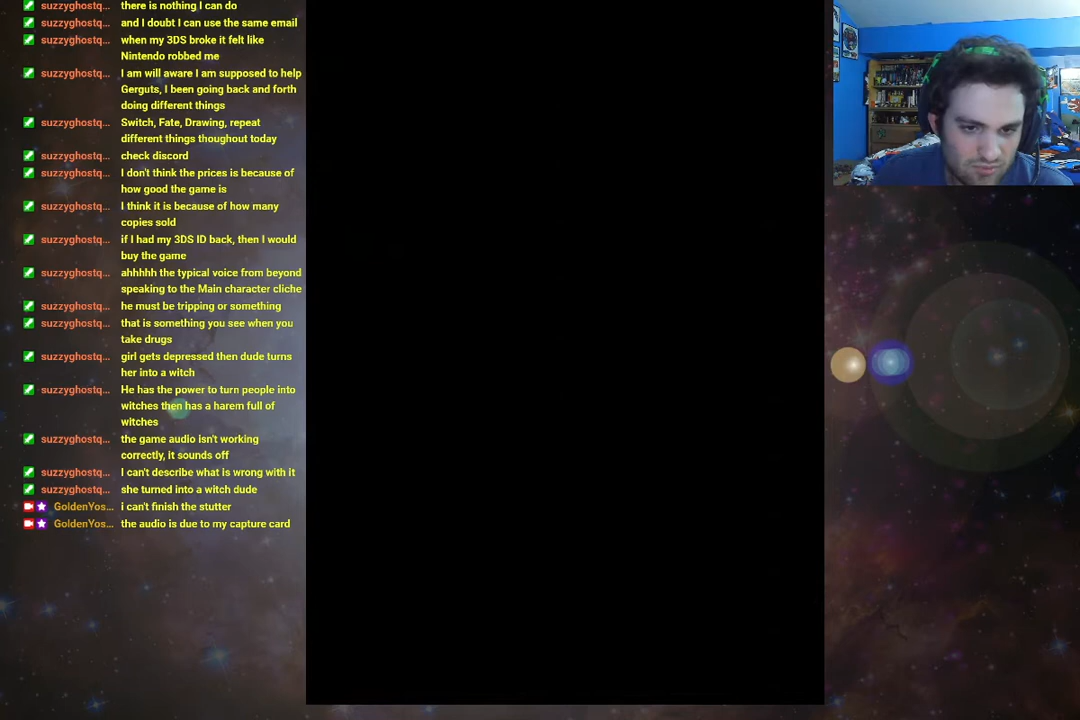 suzzyghostq... there is nothing I can do
suzzyghostq... and I doubt I can use the same email
suzzyghostq... when my 3DS broke it felt like
Nintendo robbed me
suzzyghostq... I am will aware I am supposed to help
Gerguts, I been going back and forth
doing different things
suzzyghostq... Switch, Fate, Drawing, repeat
different things thoughout today
suzzyghostq... check discord
suzzyghostq... I don't think the prices is because of
how good the game is
suzzyghostq... I think it is because of how many
copies sold
suzzyghostq... if I had my 3DS ID back, then I would
buy the game
suzzyghostq... ahhhhh the typical voice from beyond
speaking to the Main character cliche
suzzyghostq... he must be tripping or something
suzzyghostq... that is something you see when you
take drugs
suzzyghostq... girl gets depressed then dude turns
her into a witch
suzzyghostq... He has the power to turn people into
witches then has a harem full of
witches
suzzyghostq... the game audio isn't working
correctly, it sounds off
suzzyghostq... I can't describe what is wrong with it
suzzyghostq... she turned into a witch dude
GoldenYos... i can't finish the stutter
GoldenYos... the audio is due to my capture card